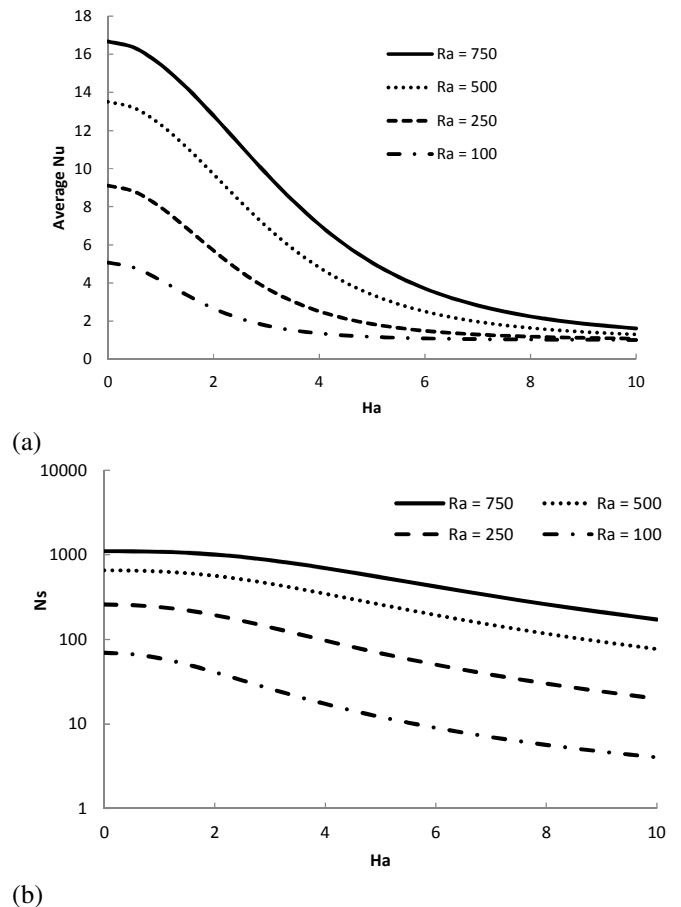 18
16
14
12
10
8
6
4
2
0
Average Nu
Ra = 750
Ra = 500
Ra = 250
Ra = 100
0 2 4 6 8 10
Ha
(a)
10000
1000
100
10
1
Ns
Ra = 750 Ra = 500
Ra = 250 Ra = 100
0 2 4 6 8 10
Ha
(b)